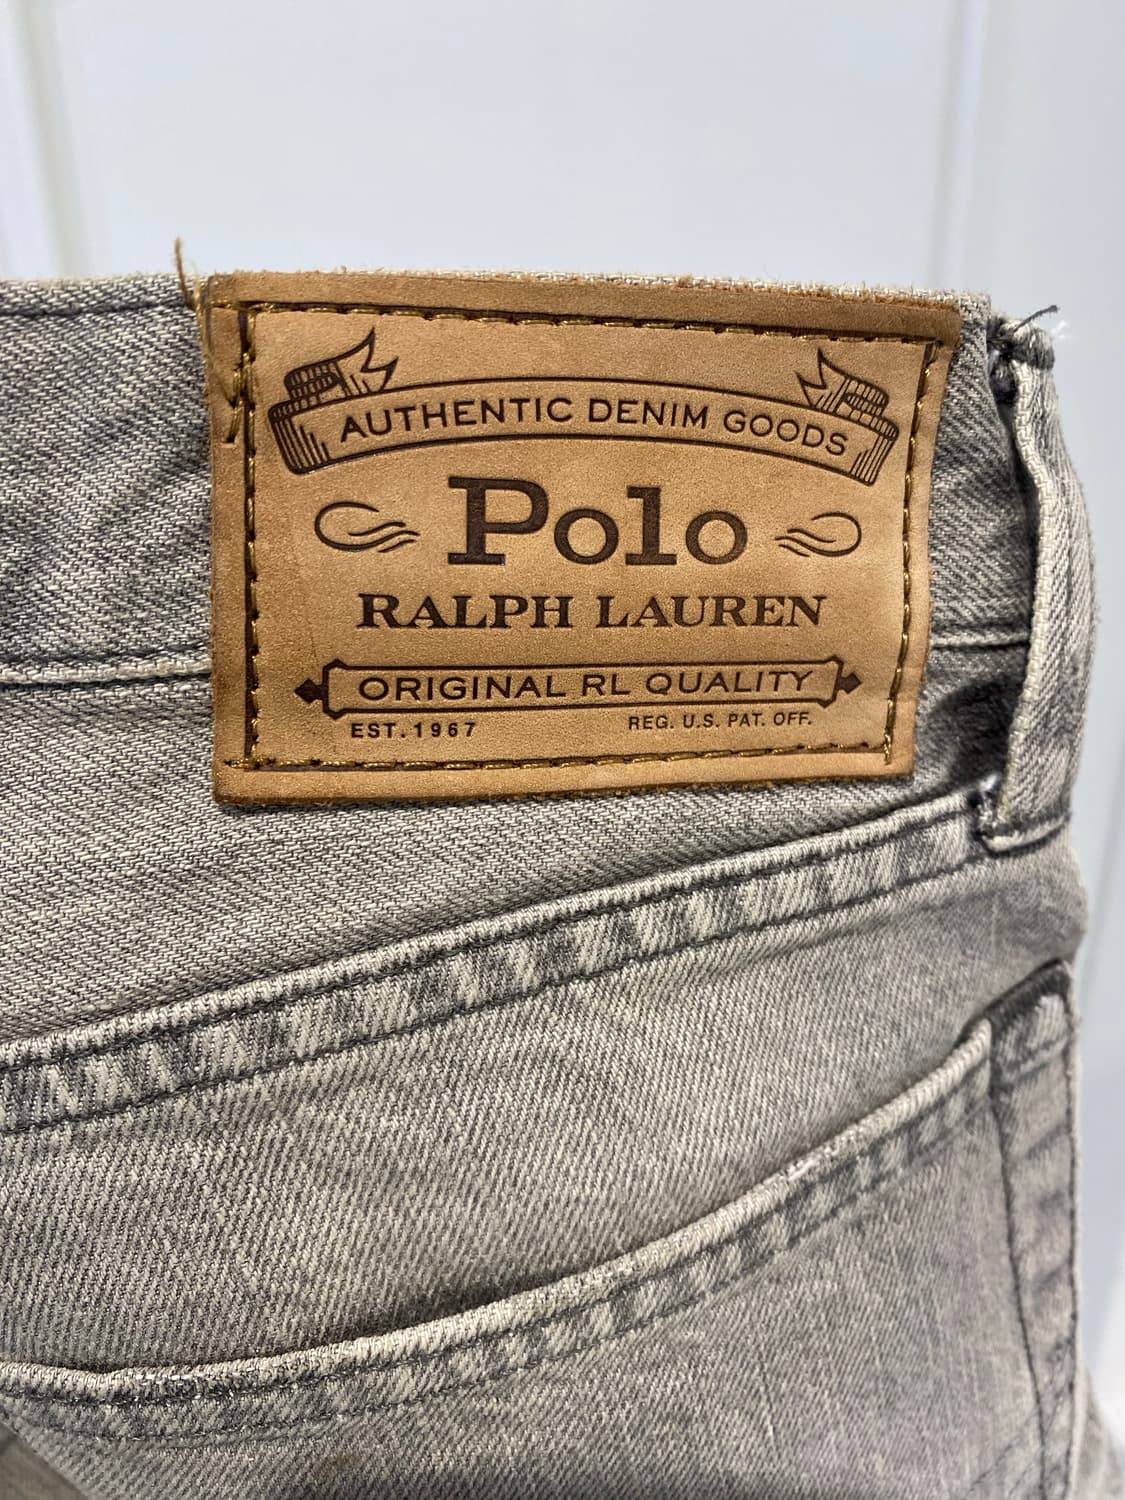 AUTHENTIC DENIM GOODS
Polo
RALPH LAUREN
ORIGINAL RL QUALITY
EST. 1967 REG. U.S. PAT. OFF.